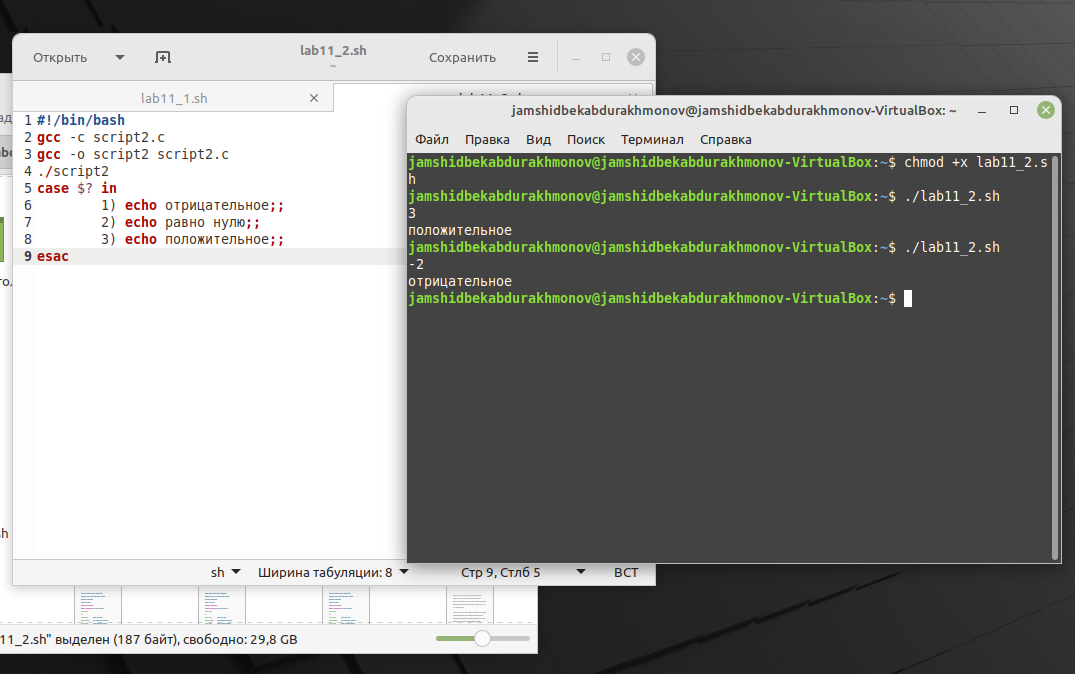 Открыть
lab11_2.sh
~
Сохранить
lab11_1.sh
1 #!/bin/bash
2 gcc -c script2.c
3 gcc -o script2 script2.c
4 ./script2
5 case $? in
6 1) echo отрицательное;;
7 2) echo равно нулю;;
8 3) echo положительное;;
9 esac
sh
Ширина табуляции: 8
Стр 9, Стлб 5
ВСТ
jamshidbekabdurakhmonov@jamshidbekabdurakhmonov-VirtualBox: ~
Файл Правка Вид Поиск Терминал Справка
jamshidbekabdurakhmonov@jamshidbekabdurakhmonov-VirtualBox:~$ chmod +x lab11_2.s
h
jamshidbekabdurakhmonov@jamshidbekabdurakhmonov-VirtualBox:~$ ./lab11_2.sh
3
положительное
jamshidbekabdurakhmonov@jamshidbekabdurakhmonov-VirtualBox:~$ ./lab11_2.sh
-2
отрицательное
jamshidbekabdurakhmonov@jamshidbekabdurakhmonov-VirtualBox:~$
11_2.sh" выделен (187 байт), свободно: 29,8 GB